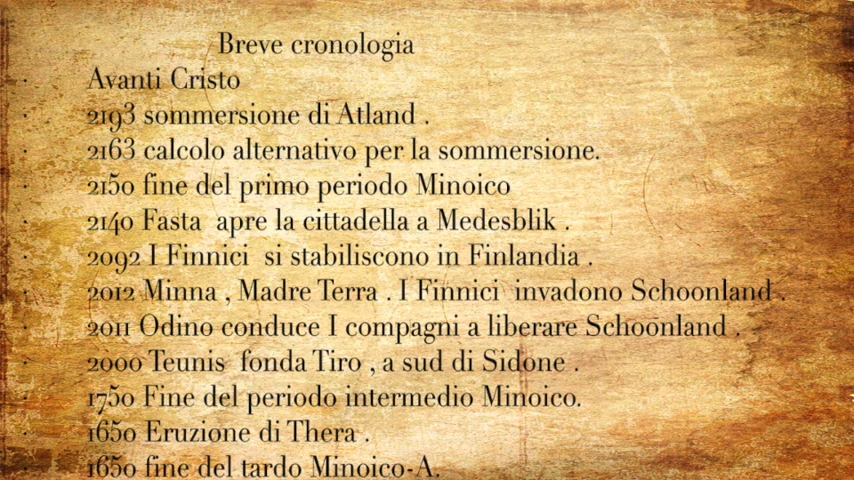 Breve cronologia
· Avanti Cristo
· 2193 sommersione di Atland .
· 2163 calcolo alternativo per la sommersione.
· 2150 fine del primo periodo Minoico
· 2140 Fasta apre la cittadella a Medesblik .
· 2092 I Finnici si stabiliscono in Finlandia .
· 2012 Minna , Madre Terra . I Finnici invadono Schoonland .
· 2011 Odino conduce I compagni a liberare Schoonland .
· 2000 Teunis fonda Tiro , a sud di Sidone .
· 1750 Fine del periodo intermedio Minoico.
· 1650 Eruzione di Thera .
· 1650 fine del tardo Minoico-A.